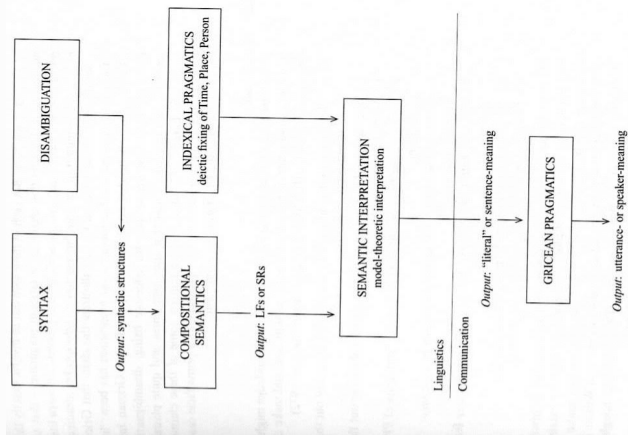 SYNTAX
DISAMBIGUATION
Output: syntactic structures
COMPOSITIONAL
SEMANTICS
INDEXICAL PRAGMATICS
deictic fixing of Time, Place, Person
Output: LFs or SRs
SEMANTIC INTERPRETATION
model-theoretic interpretation
Linguistics
Communication
Output: "literal" or sentence-meaning
GRICEAN PRAGMATICS
Output: utterance- or speaker-meaning